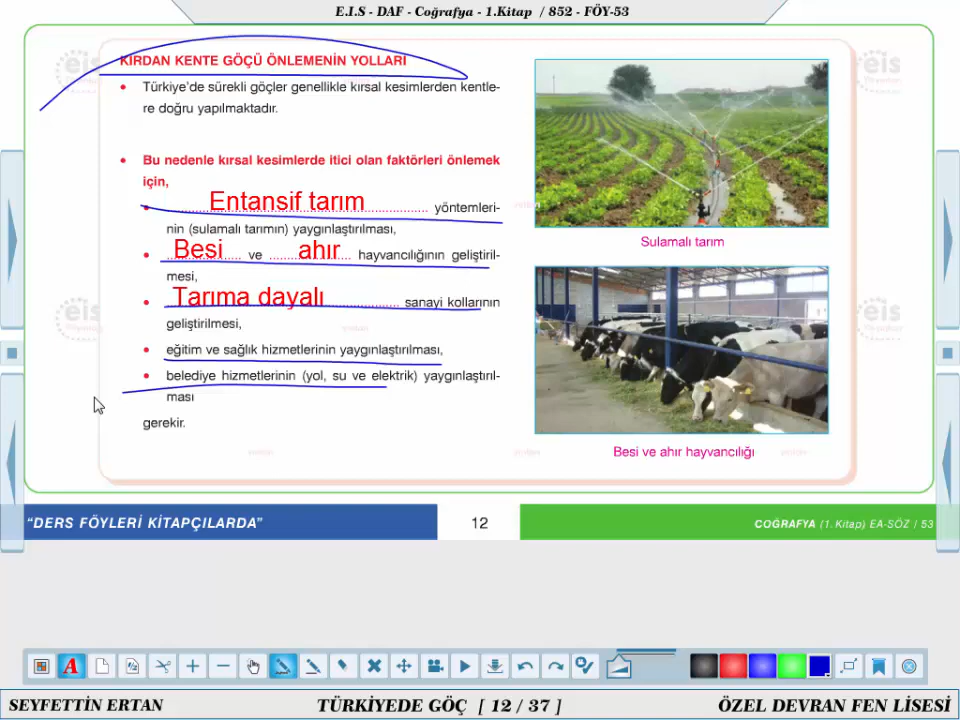 E.I.S - DAF - Coğrafya - 1.Kitap / 852 - FÖY-53
KIRDAN KENTE GÖÇÜ ÖNLEMENİN YOLLARI
• Türkiye'de sürekli göçler genellikle kırsal kesimlerden kentle-
re doğru yapılmaktadır.
• Bu nedenle kırsal kesimlerde itici olan faktörleri önlemek
için,
• Entansif tarım yöntemleri-
nin (sulamalı tarımın) yaygınlaştırılması,
• Besi ve ahır hayvancılığının geliştiril-
mesi,
• Tarıma dayalı sanayi kollarının
geliştirilmesi,
• eğitim ve sağlık hizmetlerinin yaygınlaştırılması,
• belediye hizmetlerinin (yol, su ve elektrik) yaygınlaştırıl-
ması
gerekir.
Sulamalı tarım
Besi ve ahır hayvancılığı
"DERS FÖYLERİ KİTAPÇILARDA"
12
COĞRAFYA (1. Kitap) EA-SÖZ / 53
A
SEYFETTİN ERTAN
TÜRKİYEDE GÖÇ [ 12 / 37 ]
ÖZEL DEVRAN FEN LİSESİ
eis
eis
eis
eis